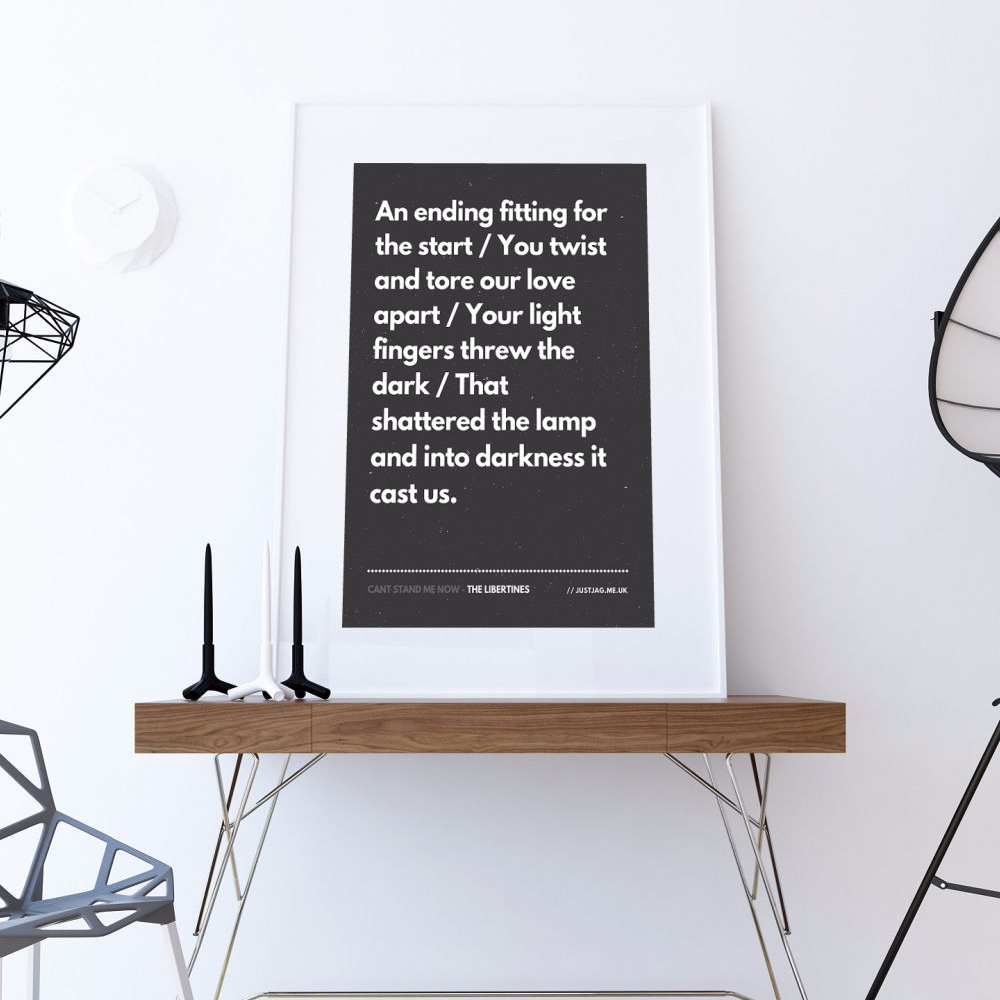 An ending fitting for
the start / You twist
and tore our love
apart / Your light
fingers threw the
dark / That
shattered the lamp
and into darkness it
cast us.
CANT STAND ME NOW - THE LIBERTINES // JUSTJAG.ME.UK